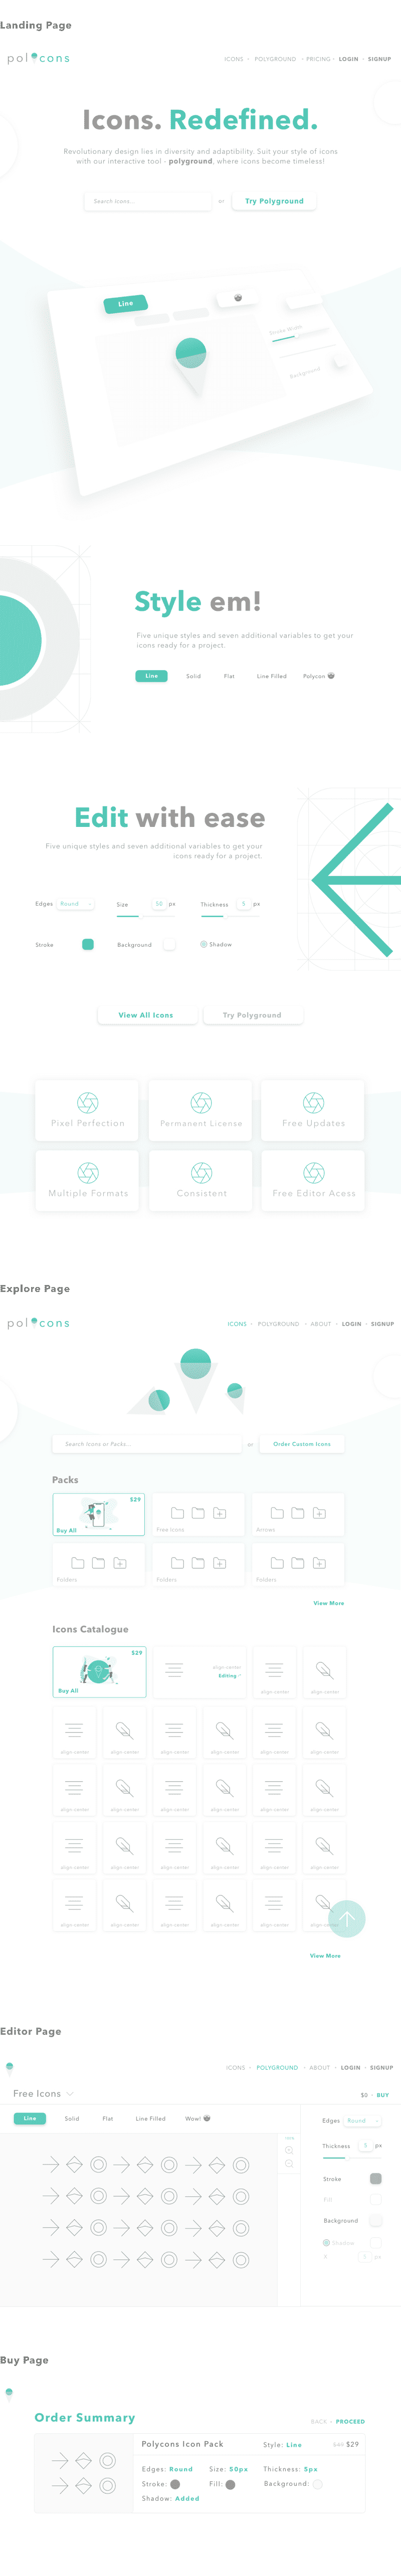 Landing Page
pol cons
ICONS • POLYGROUND • PRICING • LOGIN • SIGNUP
Icons. Redefined.
Revolutionary design lies in diversity and adaptibility. Suit your style of icons
with our interactive tool - polyground, where icons become timeless!
Search Icons... or Try Polyground
Line
Stroke Width
Background
Style em!
Five unique styles and seven additional variables to get your
icons ready for a project.
Line Solid Flat Line Filled Polycon
Edit with ease
Five unique styles and seven additional variables to get your
icons ready for a project.
Edges Round Size 50 px Thickness 5 px
Stroke Background Shadow
View All Icons Try Polyground
Pixel Perfection Permanent License Free Updates
Multiple Formats Consistent Free Editor Acess
Explore Page
pol cons
ICONS • POLYGROUND • ABOUT • LOGIN • SIGNUP
Search Icons or Packs... or Order Custom Icons
Packs
$29
Buy All Free Icons Arrows
Folders Folders Folders
View More
Icons Catalogue
$29
align-center
Editing
Buy All align-center align-center
align-center align-center align-center align-center align-center align-center
align-center align-center align-center align-center align-center align-center
align-center align-center align-center align-center align-center align-center
align-center align-center align-center align-center align-center align-center
View More
Editor Page
ICONS • POLYGROUND • ABOUT • LOGIN • SIGNUP
Free Icons $0 • BUY
Line Solid Flat Line Filled Wow! Edges Round
Thickness 5 px
Stroke
Fill
Background
Shadow
X 5 px
Buy Page
Order Summary BACK • PROCEED
Polycons Icon Pack Style: Line $49 $29
Edges: Round Size: 50px Thickness: 5px
Stroke: Fill: Background:
Shadow: Added